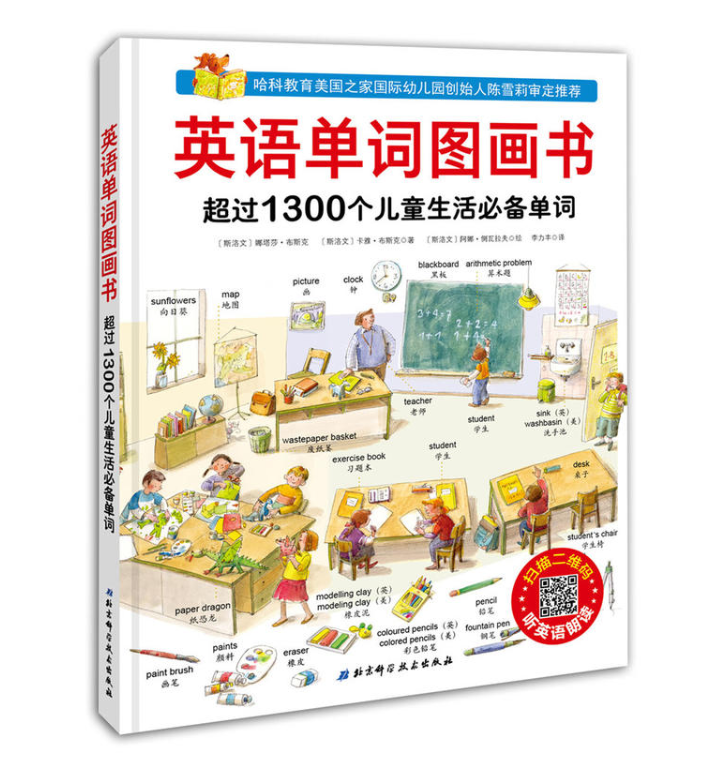 哈科教育美国之家国际幼儿园创始人陈雪莉审定推荐
英语单词图画书
超过1300个儿童生活必备单词
［斯洛文］娜塔莎·布斯克 ［斯洛文］卡雅·布斯克 著 ［斯洛文］阿娜·倒瓦拉夫 绘 李力丰 译
英语单词图画书
超过1300个儿童生活必备单词
sunflowers
向日葵
map
地图
picture
画
clock
钟
blackboard
黑板
arithmetic problem
算术题
3+4=7
2+2=4
1+1
teacher
老师
student
学生
sink（英）
washbasin（美）
洗手池
wastepaper basket
废纸篓
exercise book
习题本
student
学生
desk
桌子
student's chair
学生椅
paper dragon
纸恐龙
modelling clay（英）
modeling clay（美）
橡皮泥
pencil
铅笔
coloured pencils（英）
colored pencils（美）
彩色铅笔
fountain pen
钢笔
paints
颜料
eraser
橡皮
paint brush
画笔
扫描二维码
听英语朗读
北京科学技术出版社
北京科学技术出版社